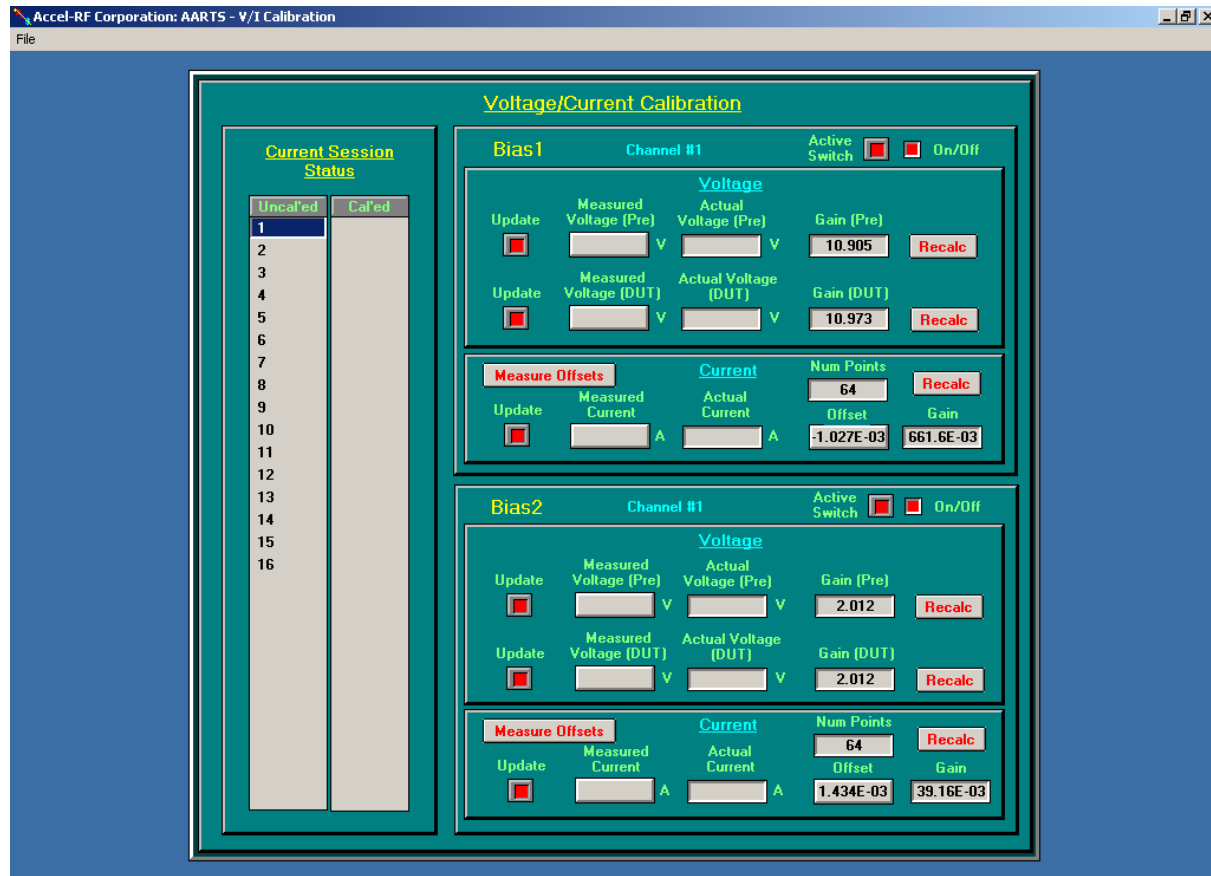 Accel-RF Corporation: AARTS - V/I Calibration
File
Voltage/Current Calibration
Current Session
Status
Uncal'ed Cal'ed
1
2
3
4
5
6
7
8
9
10
11
12
13
14
15
16
Bias1 Channel #1 Active Switch On/Off
Voltage
Update Measured Voltage (Pre) Actual Voltage (Pre) Gain (Pre)
V V 10.905 Recalc
Update Measured Voltage (DUT) Actual Voltage (DUT) Gain (DUT)
V V 10.973 Recalc
Measure Offsets Current Num Points
64 Recalc
Update Measured Current Actual Current Offset Gain
A A -1.027E-03 661.6E-03
Bias2 Channel #1 Active Switch On/Off
Voltage
Update Measured Voltage (Pre) Actual Voltage (Pre) Gain (Pre)
V V 2.012 Recalc
Update Measured Voltage (DUT) Actual Voltage (DUT) Gain (DUT)
V V 2.012 Recalc
Measure Offsets Current Num Points
64 Recalc
Update Measured Current Actual Current Offset Gain
A A 1.434E-03 39.16E-03